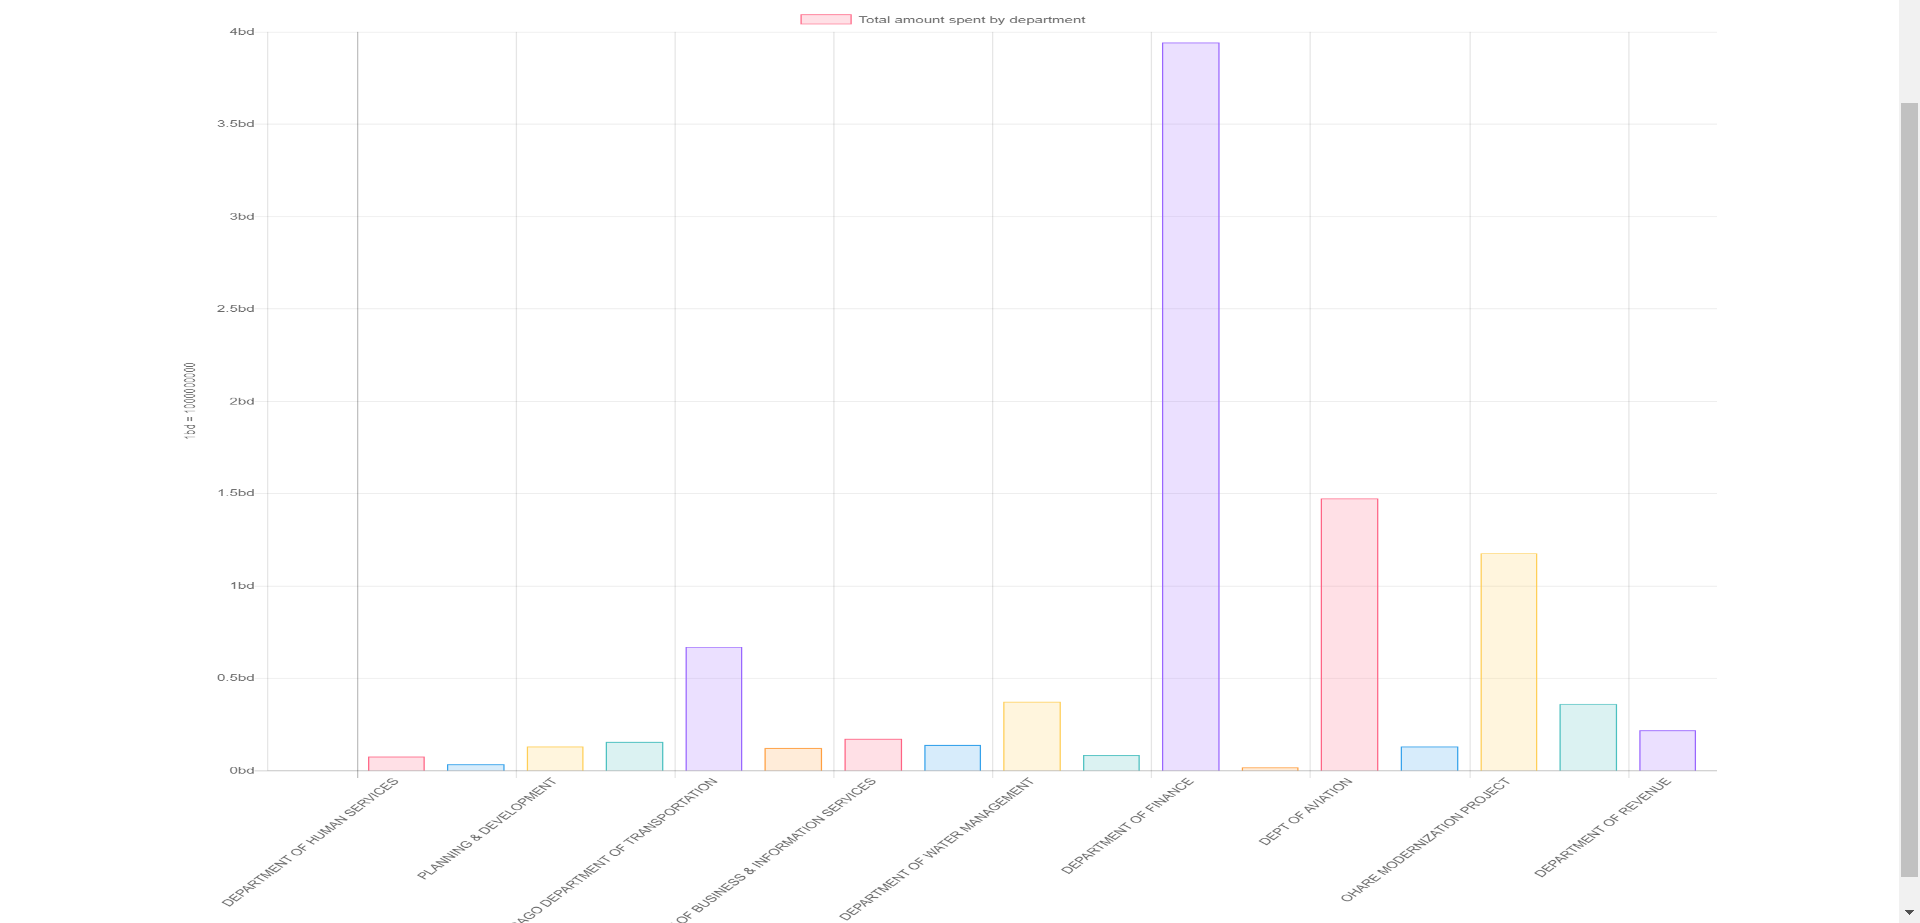 Total amount spent by department
4bd
3.5bd
3bd
2.5bd
2bd
1.5bd
1bd
0.5bd
0bd
1bd = 1000000000
DEPARTMENT OF HUMAN SERVICES
PLANNING & DEVELOPMENT
AGO DEPARTMENT OF TRANSPORTATION
OF BUSINESS & INFORMATION SERVICES
DEPARTMENT OF WATER MANAGEMENT
DEPARTMENT OF FINANCE
DEPT OF AVIATION
OHARE MODERNIZATION PROJECT
DEPARTMENT OF REVENUE